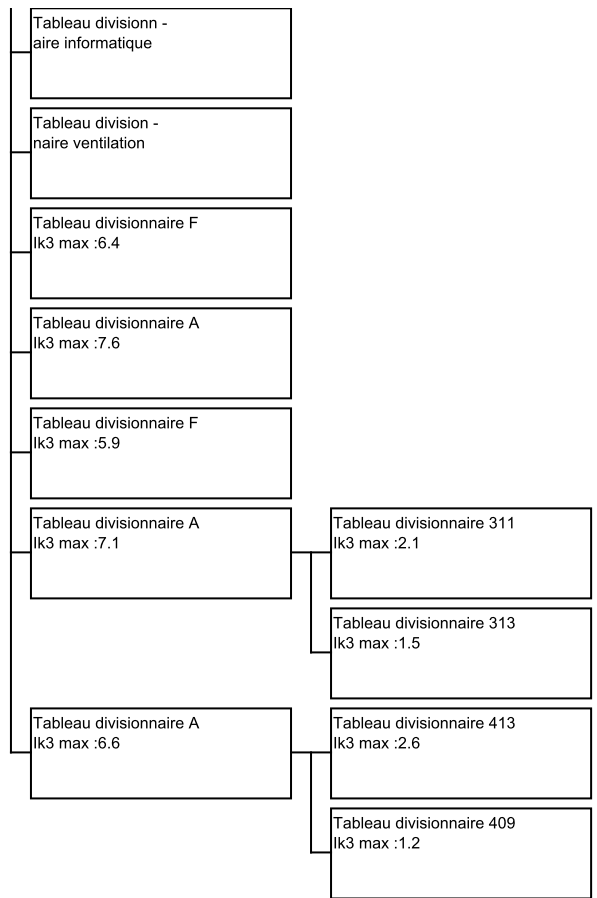 Tableau divisionn -
aire informatique
Tableau division -
naire ventilation
Tableau divisionnaire F
Ik3 max :6.4
Tableau divisionnaire A
Ik3 max :7.6
Tableau divisionnaire F
Ik3 max :5.9
Tableau divisionnaire A
Ik3 max :7.1
Tableau divisionnaire 311
Ik3 max :2.1
Tableau divisionnaire 313
Ik3 max :1.5
Tableau divisionnaire A
Ik3 max :6.6
Tableau divisionnaire 413
Ik3 max :2.6
Tableau divisionnaire 409
Ik3 max :1.2